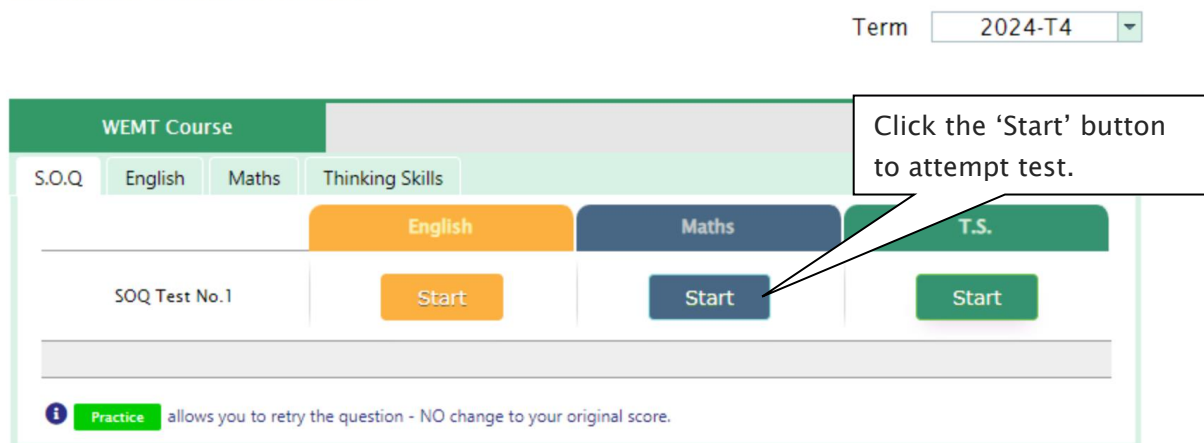 Term 2024-T4
WEMT Course
Click the ‘Start’ button
to attempt test.
S.O.Q English Maths Thinking Skills
English Maths T.S.
SOQ Test No.1 Start Start Start
Practice allows you to retry the question - NO change to your original score.